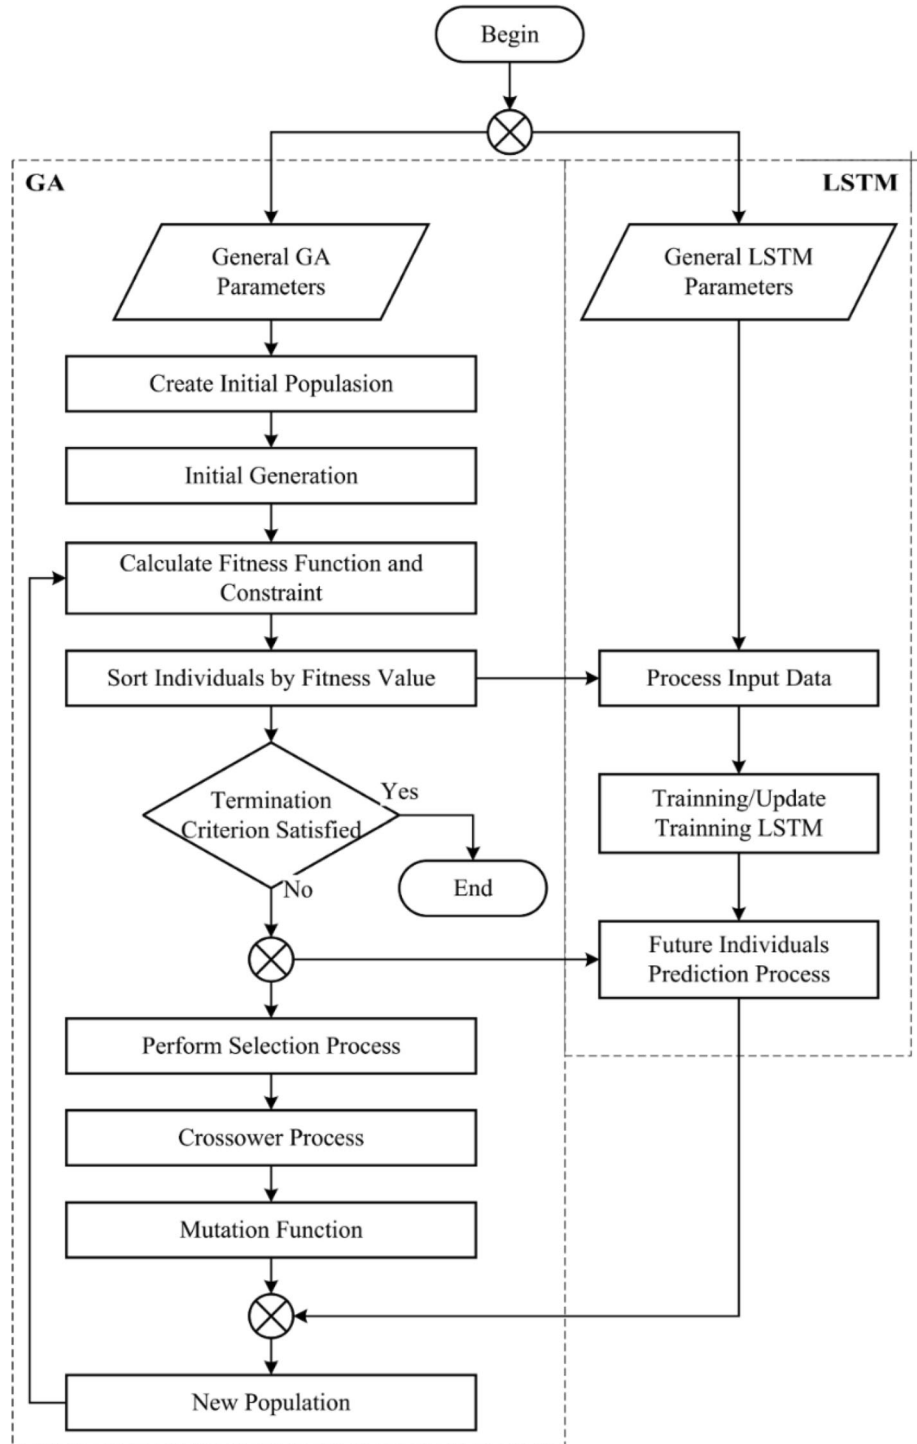 Begin
GA
LSTM
General GA
Parameters
General LSTM
Parameters
Create Initial Populasion
Initial Generation
Calculate Fitness Function and
Constraint
Sort Individuals by Fitness Value
Process Input Data
Termination
Criterion Satisfied
Yes
No
End
Trainning/Update
Trainning LSTM
Future Individuals
Prediction Process
Perform Selection Process
Crossower Process
Mutation Function
New Population